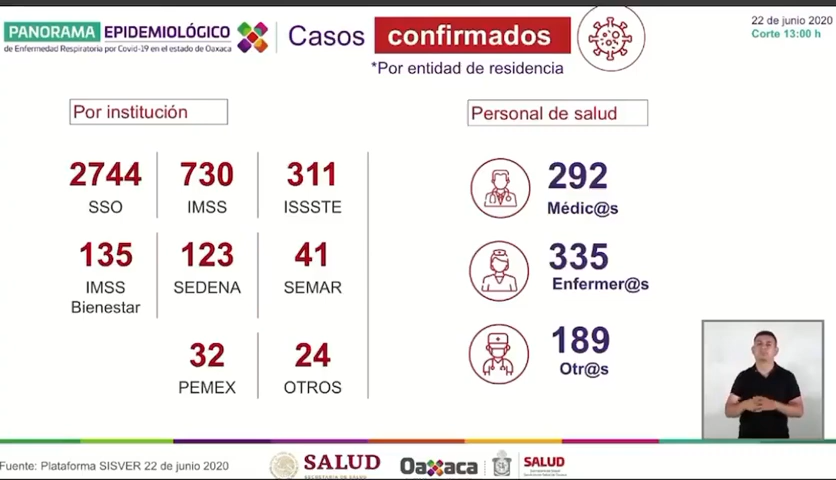 PANORAMA EPIDEMIOLÓGICO
de Enfermedad Respiratoria por Covid-19 en el estado de Oaxaca
Casos confirmados
*Por entidad de residencia
22 de junio 2020
Corte 13:00 h
Por institución
2744
SSO
730
IMSS
311
ISSSTE
135
IMSS
Bienestar
123
SEDENA
41
SEMAR
32
PEMEX
24
OTROS
Personal de salud
292
Médic@s
335
Enfermer@s
189
Otr@s
Fuente: Plataforma SISVER 22 de junio 2020
SALUD
SECRETARÍA DE SALUD
Oaxaca
SALUD